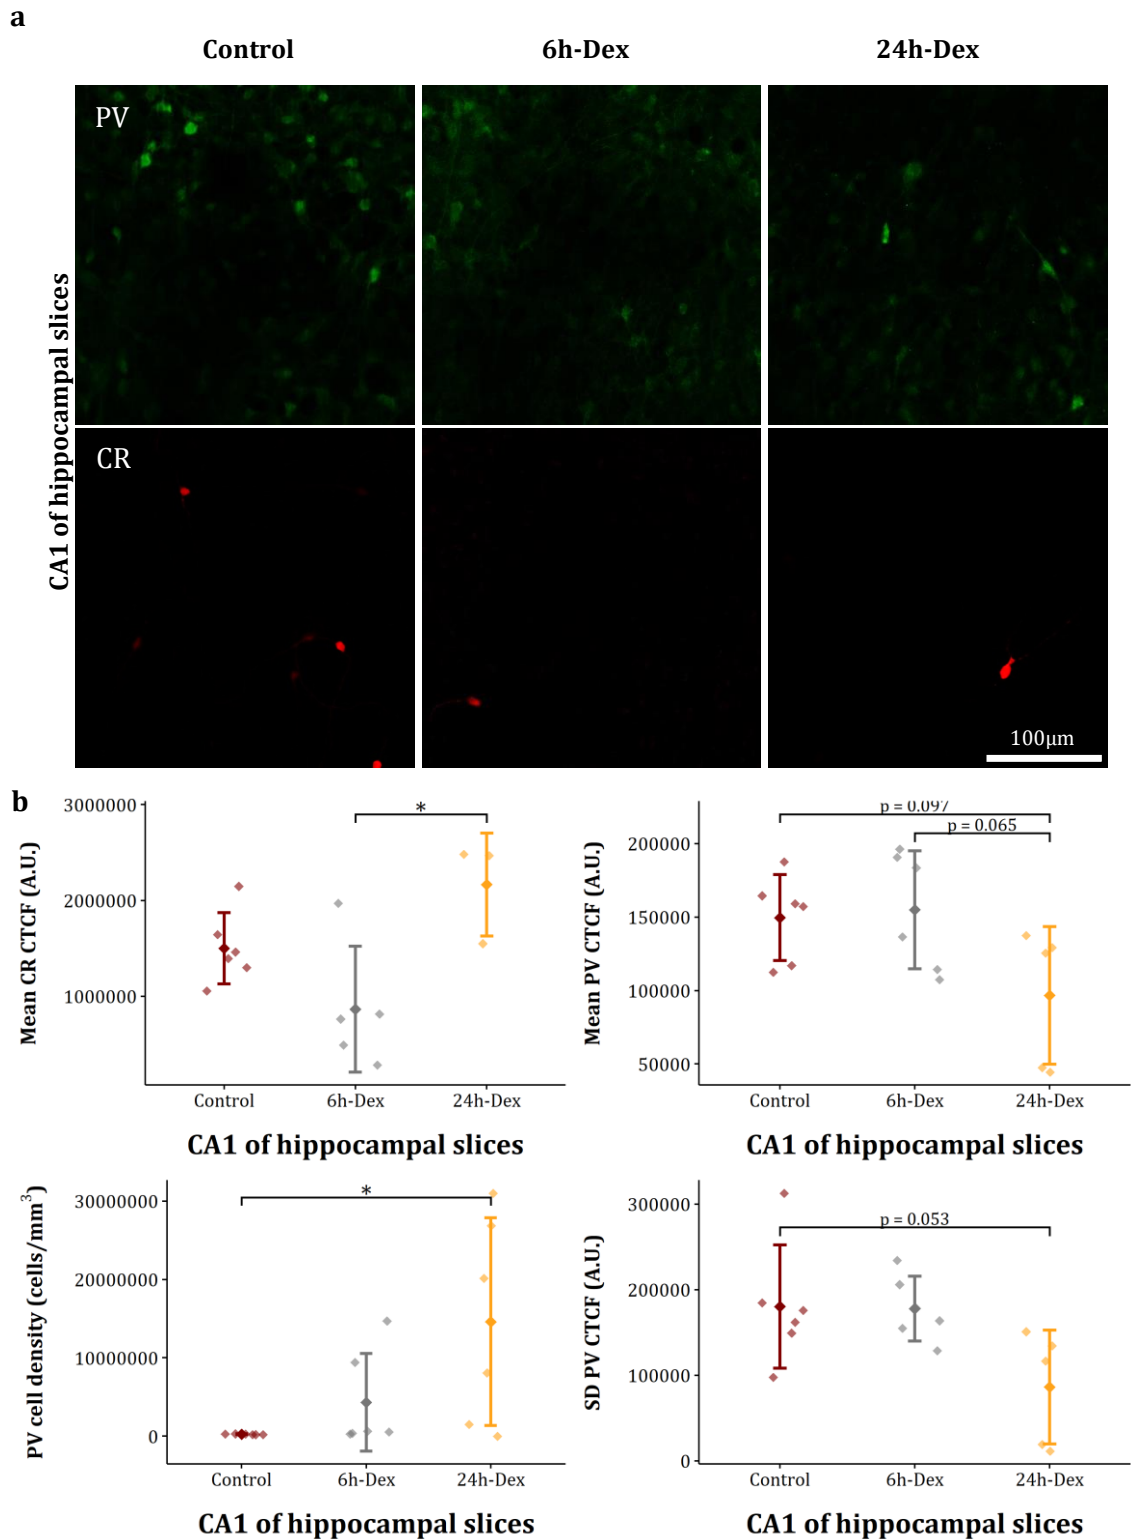 a
Control
6h-Dex
24h-Dex
PV
CR
CA1 of hippocampal slices
100μm
b
3000000
2000000
1000000
Mean CR CTCF (A.U.)
*
Control
6h-Dex
24h-Dex
CA1 of hippocampal slices
200000
150000
100000
50000
Mean PV CTCF (A.U.)
p = 0.097
p = 0.065
Control
6h-Dex
24h-Dex
CA1 of hippocampal slices
30000000
20000000
10000000
0
PV cell density (cells/mm³)
*
Control
6h-Dex
24h-Dex
CA1 of hippocampal slices
300000
200000
100000
0
SD PV CTCF (A.U.)
p = 0.053
Control
6h-Dex
24h-Dex
CA1 of hippocampal slices